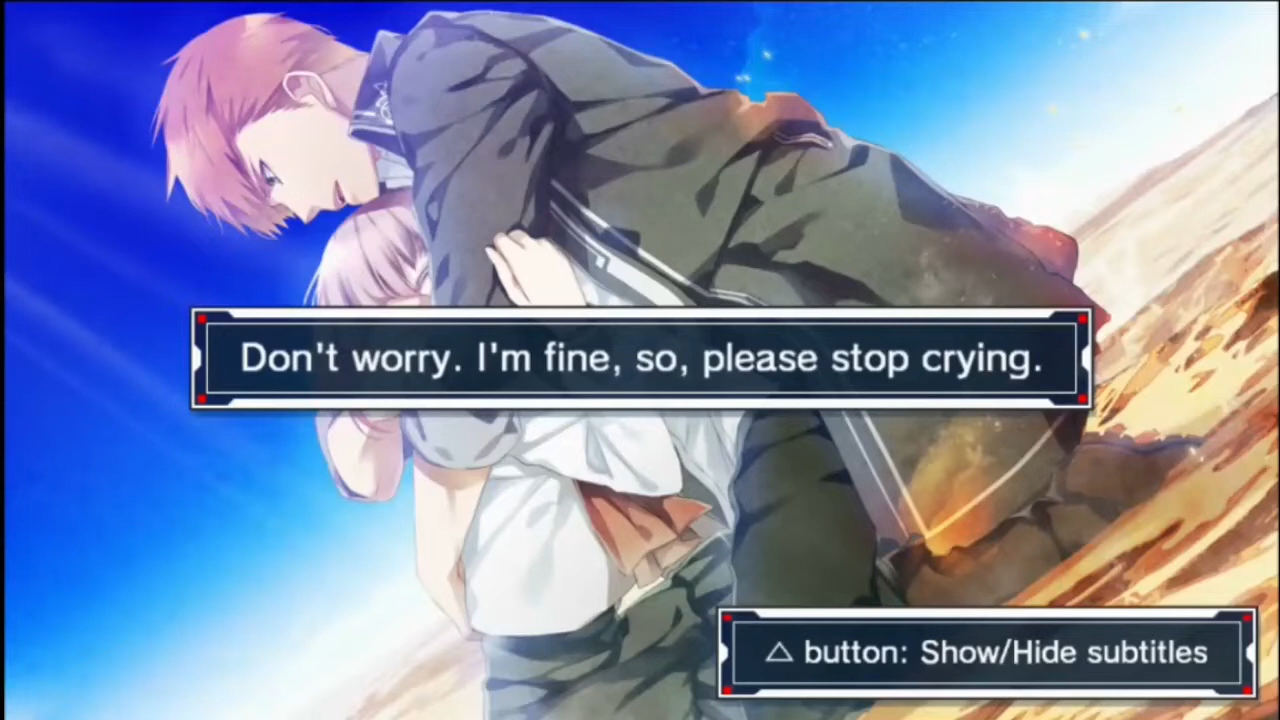 Don't worry. I'm fine, so, please stop crying.
△ button: Show/Hide subtitles